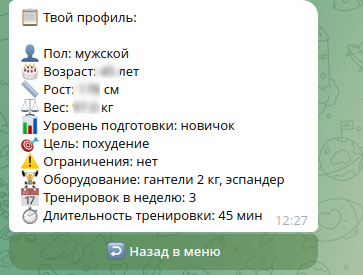 Твой профиль:
Пол: мужской
Возраст: лет
Рост: см
Вес: кг
Уровень подготовки: новичок
Цель: похудение
Ограничения: нет
Оборудование: гантели 2 кг, эспандер
Тренировок в неделю: 3
Длительность тренировки: 45 мин
12:27
Назад в меню